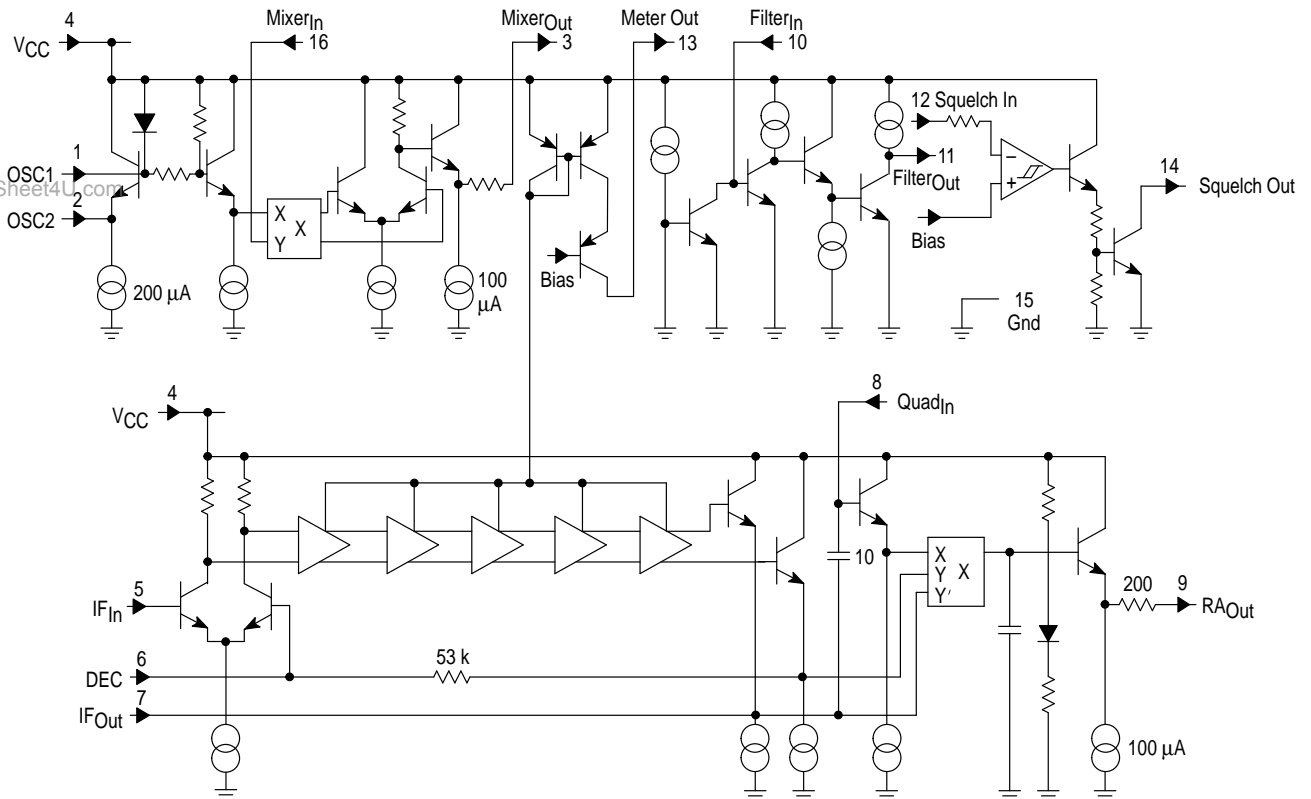 4
VCC
MixerIn
16
MixerOut
3
Meter Out
13
FilterIn
10
1
OSC1
Sheet4U.com
2
OSC2
200 µA
X
Y
X
100
µA
Bias
12 Squelch In
11
FilterOut
Bias
14
Squelch Out
15
Gnd
4
VCC
8
QuadIn
10
X
Y
Y'
X
5
IFIn
6
DEC
53 k
7
IFOut
200
9
RAOut
100 µA